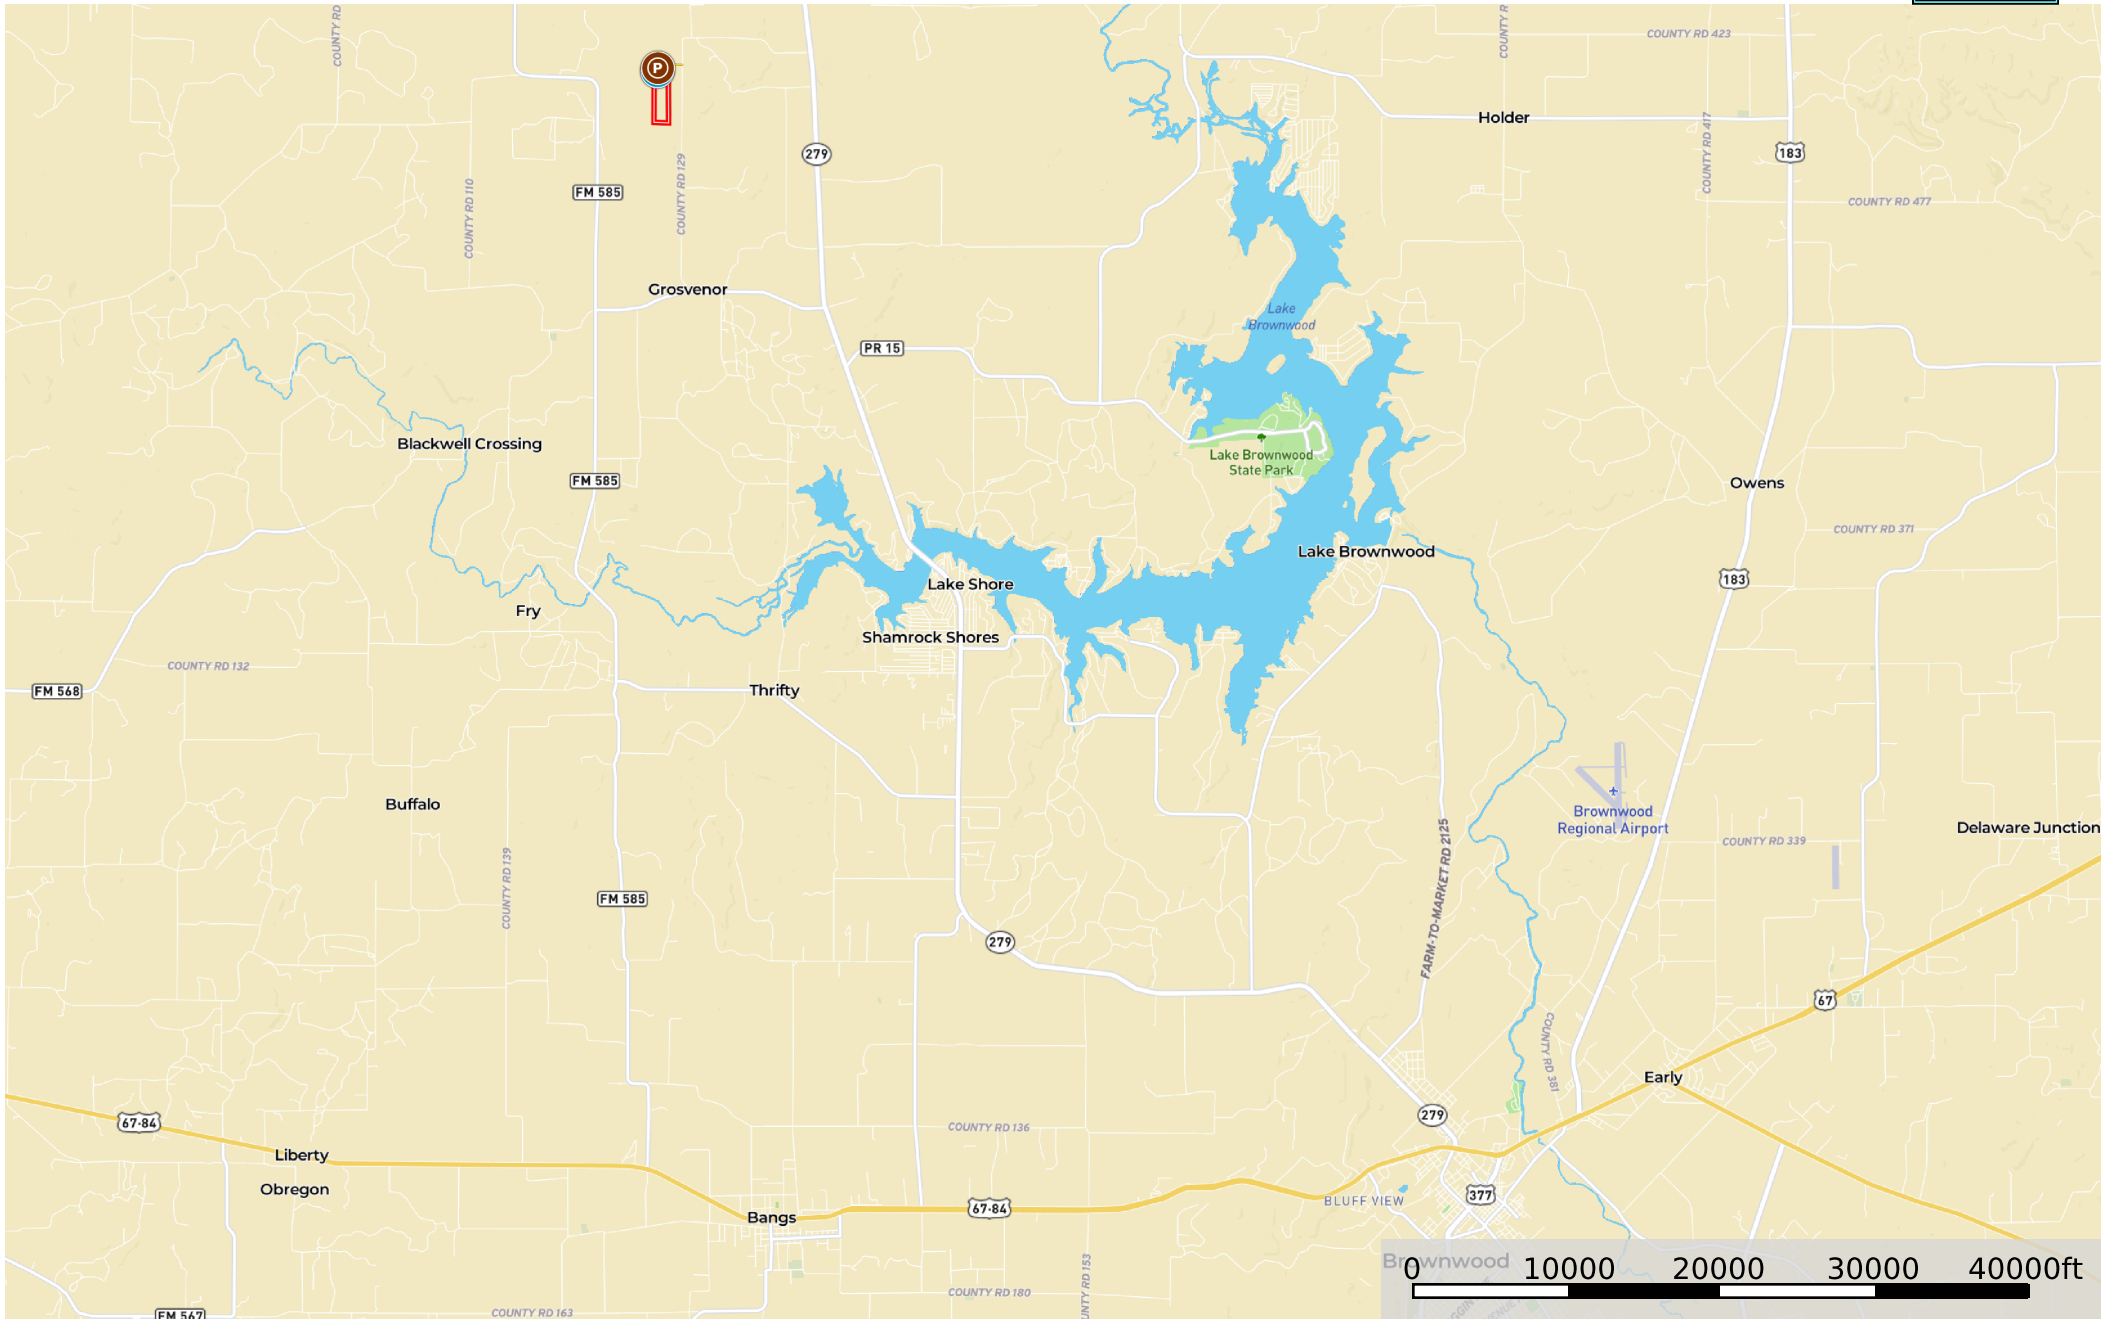 COUNTY RD
P
COUNTY RD 423
279
Holder
COUNTY RD 417
183
FM 585
COUNTY RD 110
COUNTY RD 129
COUNTY RD 477
Grosvenor
Lake
Brownwood
PR 15
Blackwell Crossing
Lake Brownwood
State Park
FM 585
Owens
COUNTY RD 371
Lake Brownwood
183
Lake Shore
Fry
Shamrock Shores
COUNTY RD 132
FM 568
Thrifty
Buffalo
Brownwood
Regional Airport
Delaware Junction
COUNTY RD 339
COUNTY RD 139
FM 585
FARM-TO-MARKET RD 2125
279
67
COUNTY RD 381
Early
67-84
279
COUNTY RD 136
Liberty
Obregon
377
BLUFF VIEW
67-84
Bangs
Brownwood
0 10000 20000 30000 40000ft
COUNTY RD 180
COUNTY RD 163
FM 567